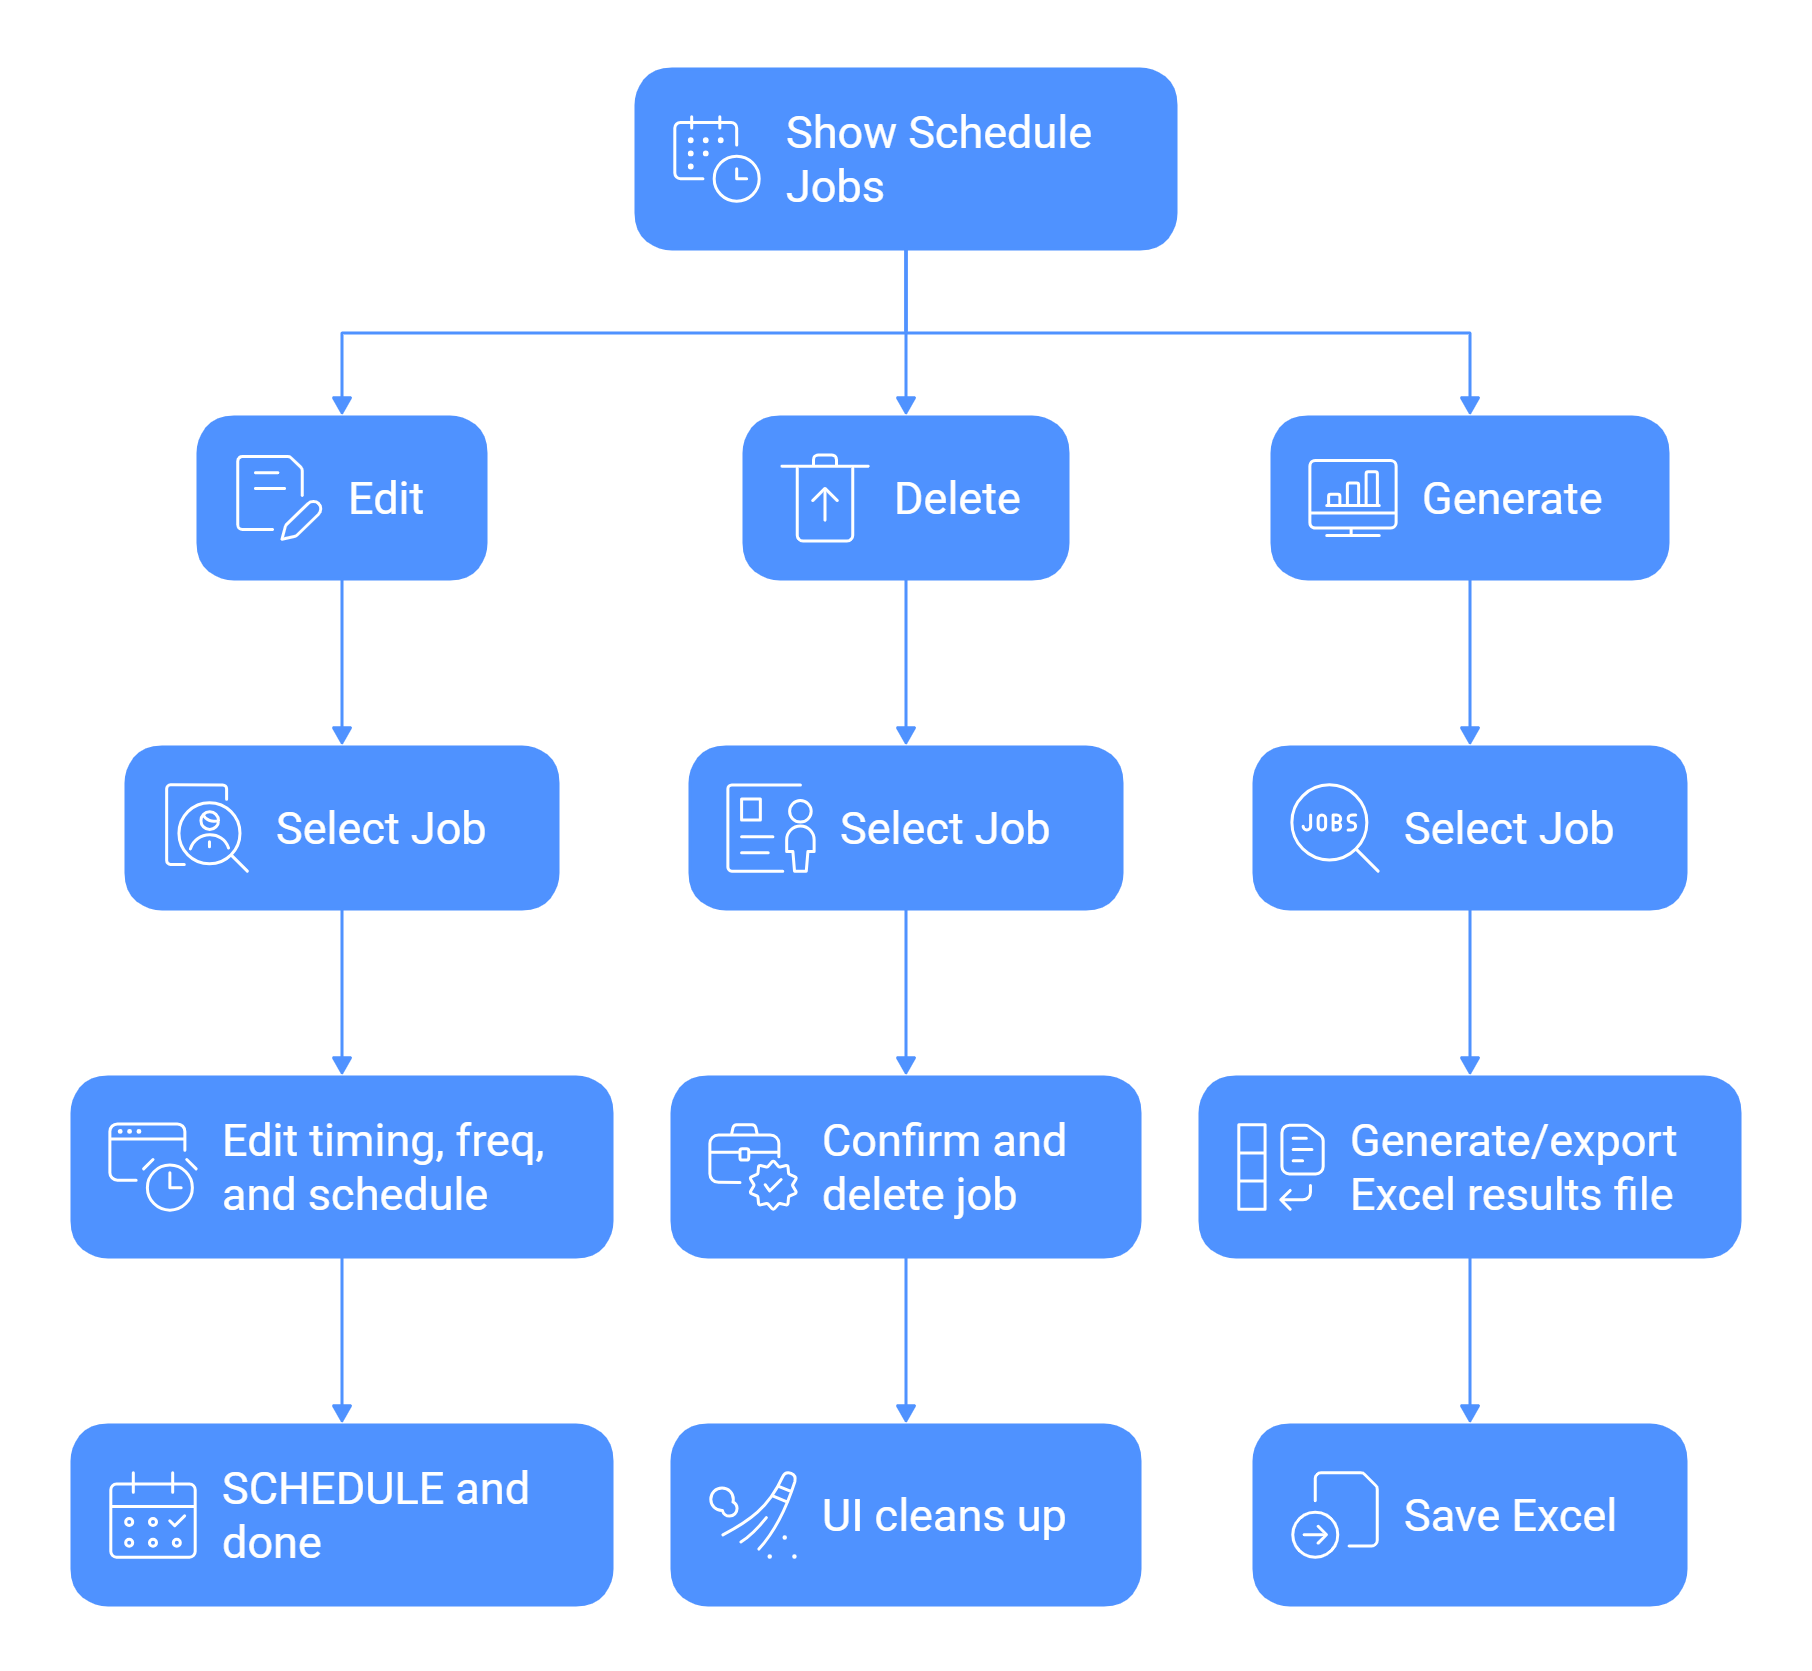 Show Schedule
Jobs
Edit
Delete
Generate
Select Job
Select Job
JOBS
Select Job
Edit timing, freq,
and schedule
Confirm and
delete job
Generate/export
Excel results file
SCHEDULE and
done
UI cleans up
Save Excel